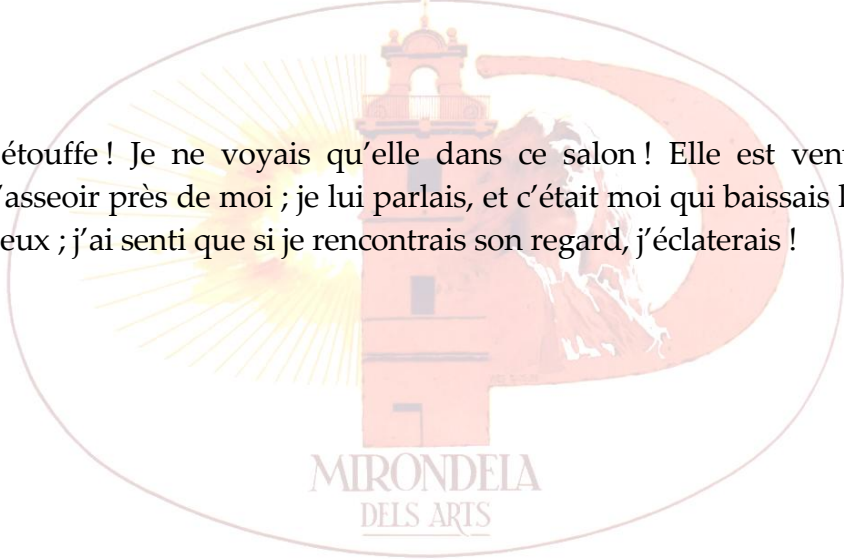 étouffe ! Je ne voyais qu’elle dans ce salon ! Elle est
’asseoir près de moi ; je lui parlais, et c’était moi qui baissais
eux ; j’ai senti que si je rencontrais son regard, j’éclaterais !
MIRONDELA
DELS ARTS